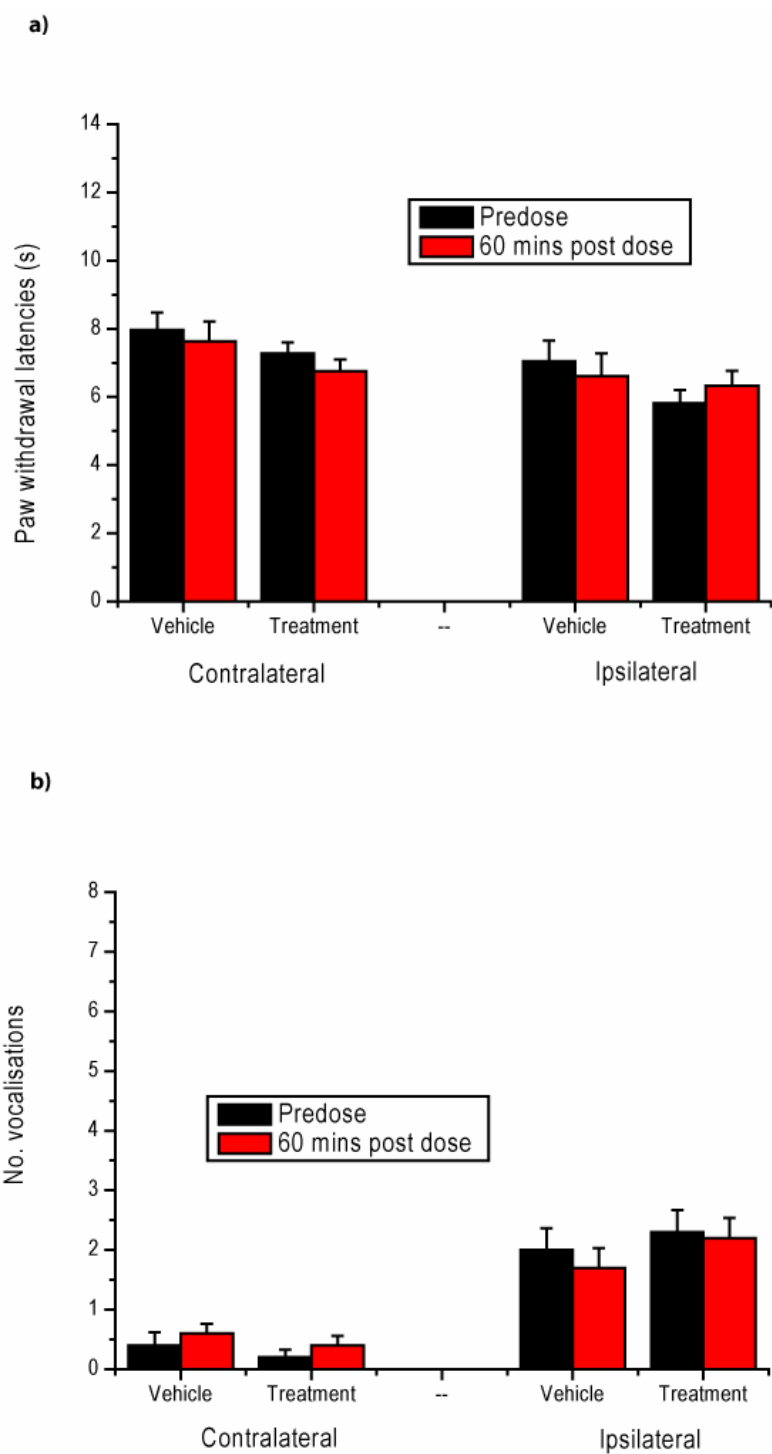 a)
14
12
10
8
6
4
2
0
Paw withdrawal latencies (s)
Predose
60 mins post dose
Vehicle Treatment -- Vehicle Treatment
Contralateral Ipsilateral
b)
8
7
6
5
4
3
2
1
0
No. vocalisations
Predose
60 mins post dose
Vehicle Treatment -- Vehicle Treatment
Contralateral Ipsilateral